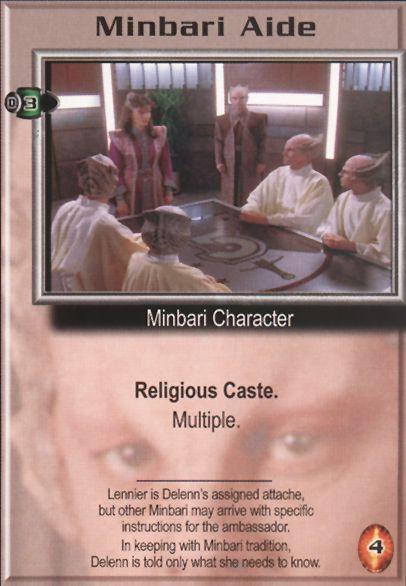 Minbari Aide
D 3
Minbari Character
Religious Caste.
Multiple.
Lennier is Delenn's assigned attache,
but other Minbari may arrive with specific
instructions for the ambassador.
In keeping with Minbari tradition,
Delenn is told only what she needs to know.
4